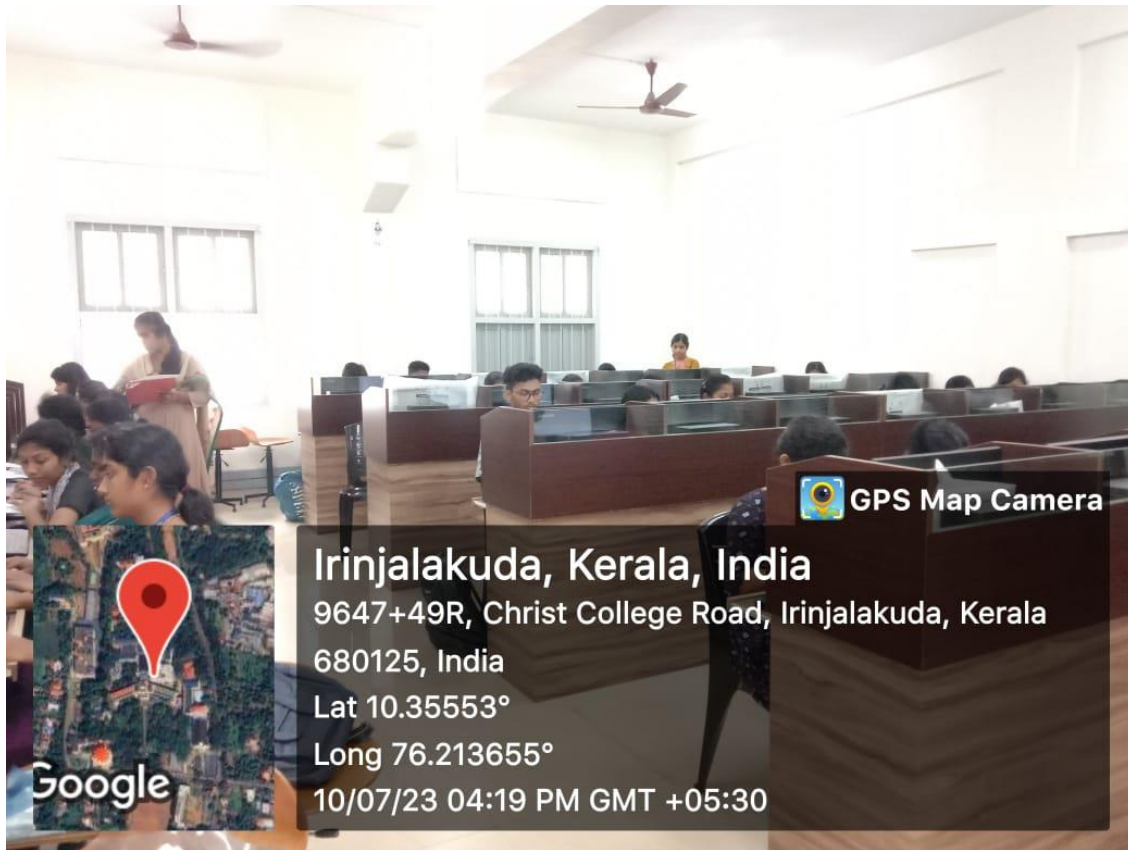 GPS Map Camera
Irinjalakuda, Kerala, India
9647+49R, Christ College Road, Irinjalakuda, Kerala
680125, India
Lat 10.35553°
Long 76.213655°
10/07/23 04:19 PM GMT +05:30
Google